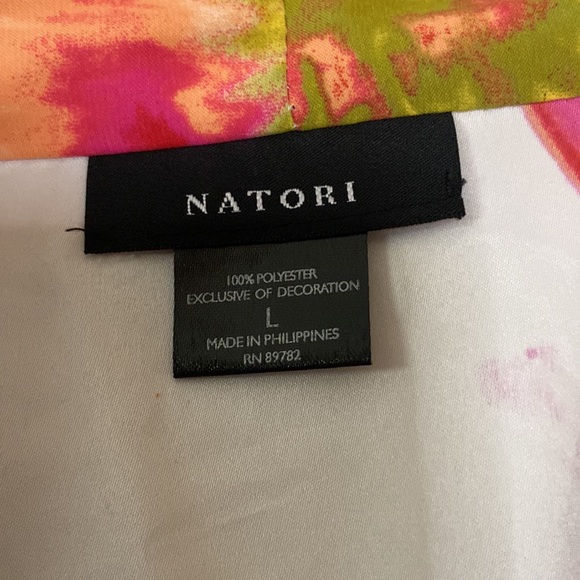 NATORI
100% POLYESTER
EXCLUSIVE OF DECORATION
L
MADE IN PHILIPPINES
RN 89782